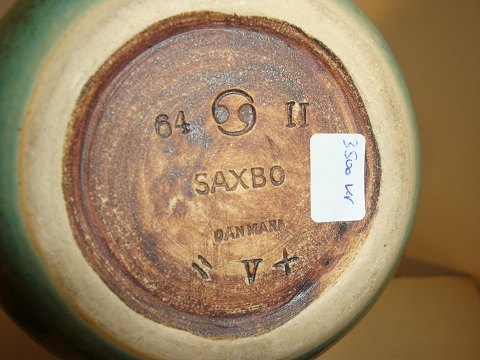 64 II
SAXBO
DANMARK
V +
3500 kr